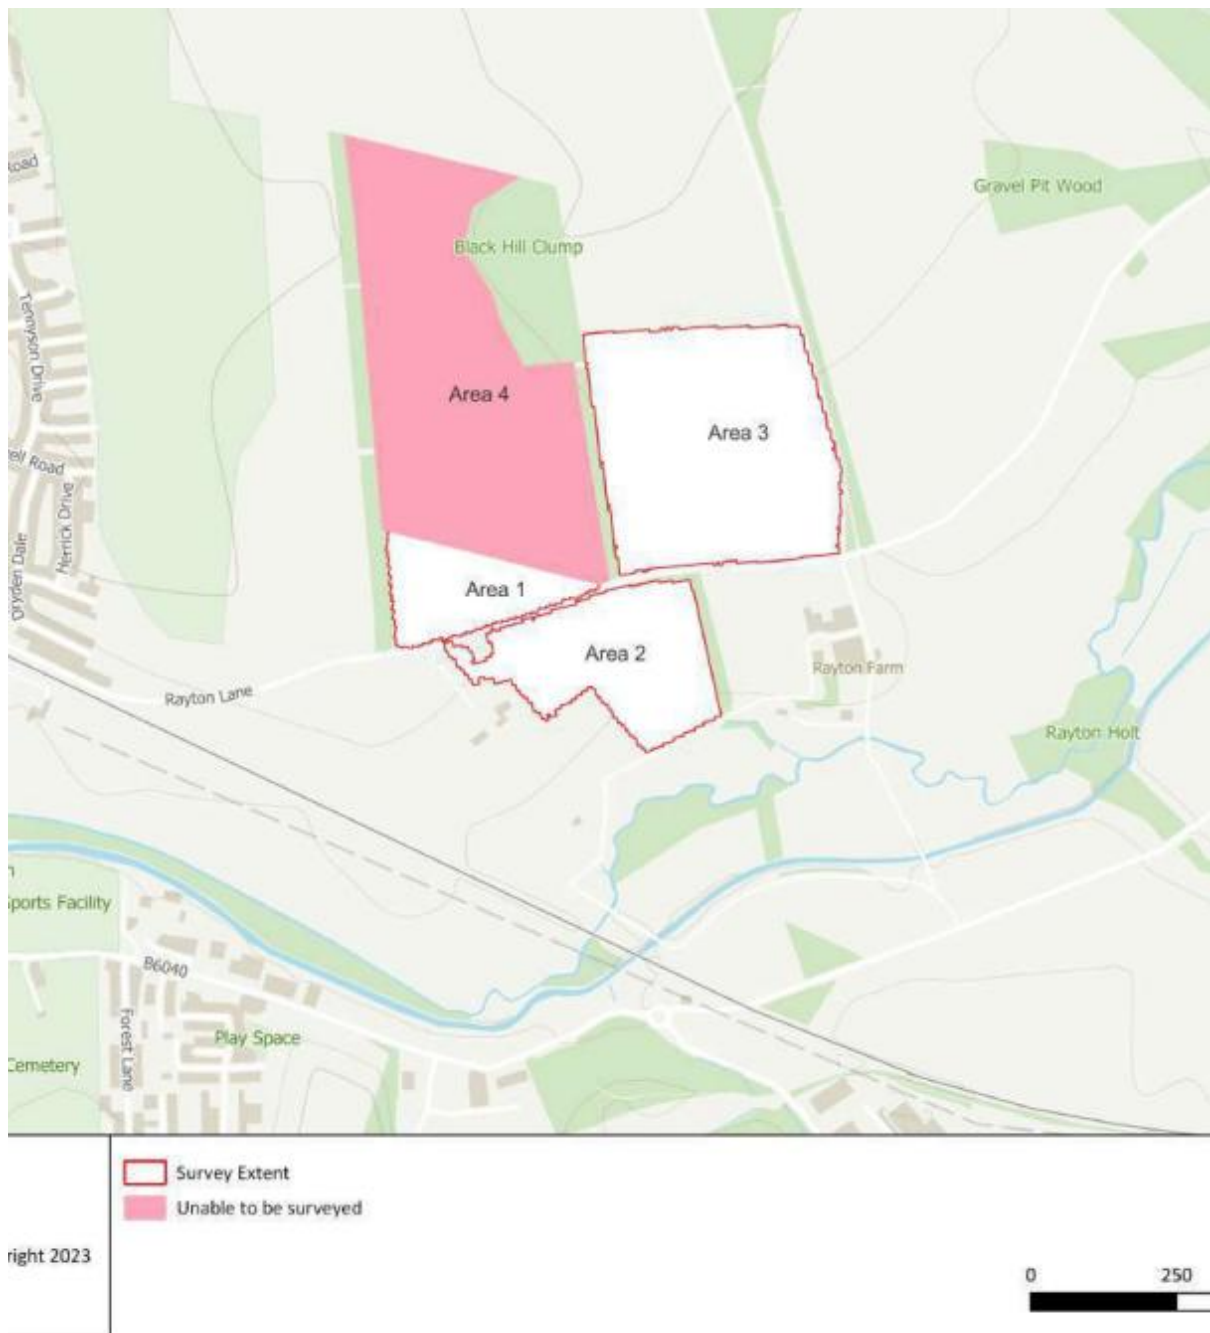 Road
Gravel Pit Wood
Black Hill Clump
Tennyson Drive
Area 4
Area 3
Road
Herrick Drive
Dryden Dale
Area 1
Area 2
Rayton Farm
Rayton Lane
Rayton Holt
Sports Facility
B6040
Forest Lane
Play Space
Cemetery
Survey Extent
Unable to be surveyed
right 2023
0 250